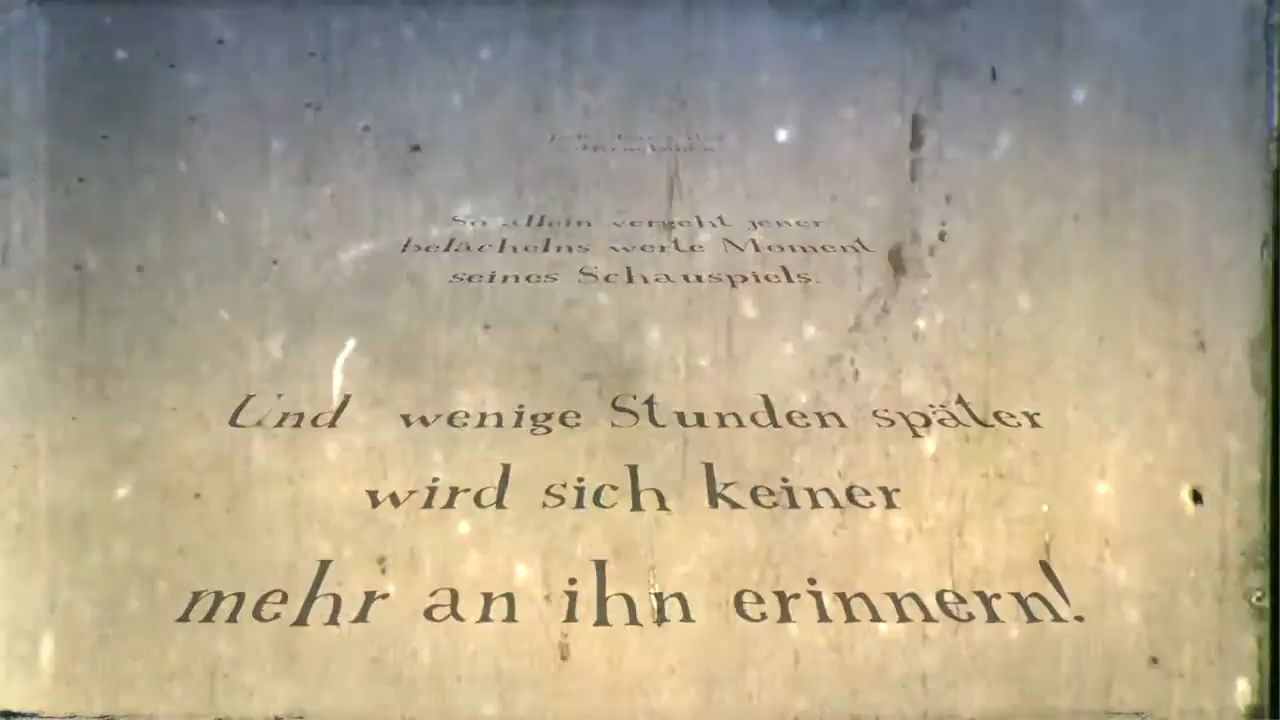 So allein vergeht jener
belächelns werte Moment
seines Schauspiels.
Und wenige Stunden später
wird sich keiner
mehr an ihn erinnern!